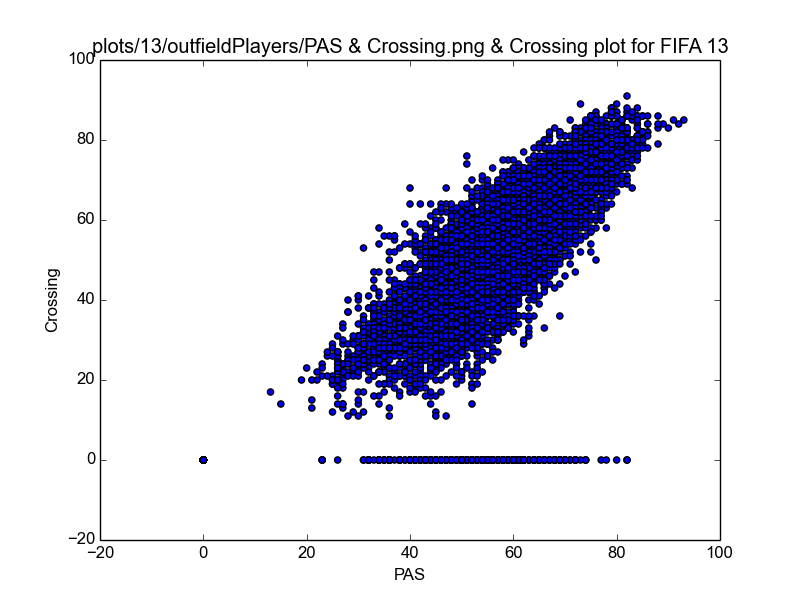 plots/13/outfieldPlayers/PAS & Crossing.png & Crossing plot for FIFA 13
100
80
60
40
20
0
−20
Crossing
−20 0 20 40 60 80 100
PAS